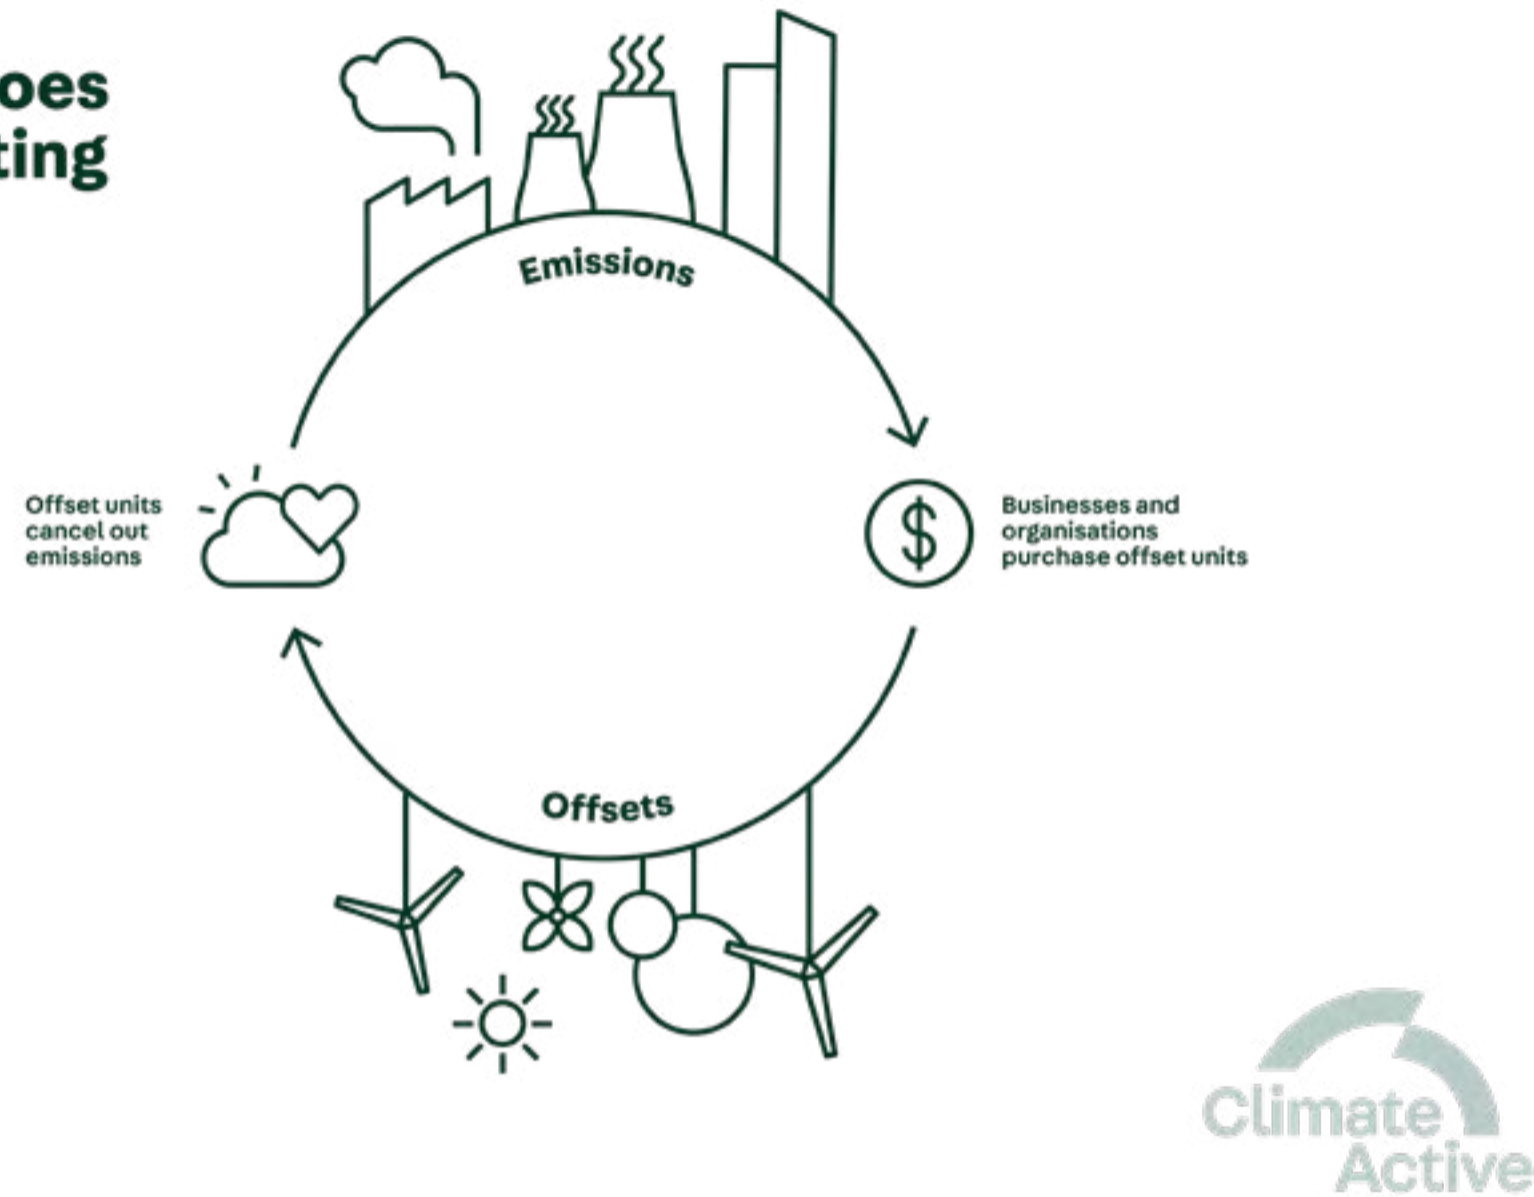 oes
ting
Emissions
Offset units
cancel out
emissions
$
Businesses and
organisations
purchase offset units
Offsets
Climate
Active